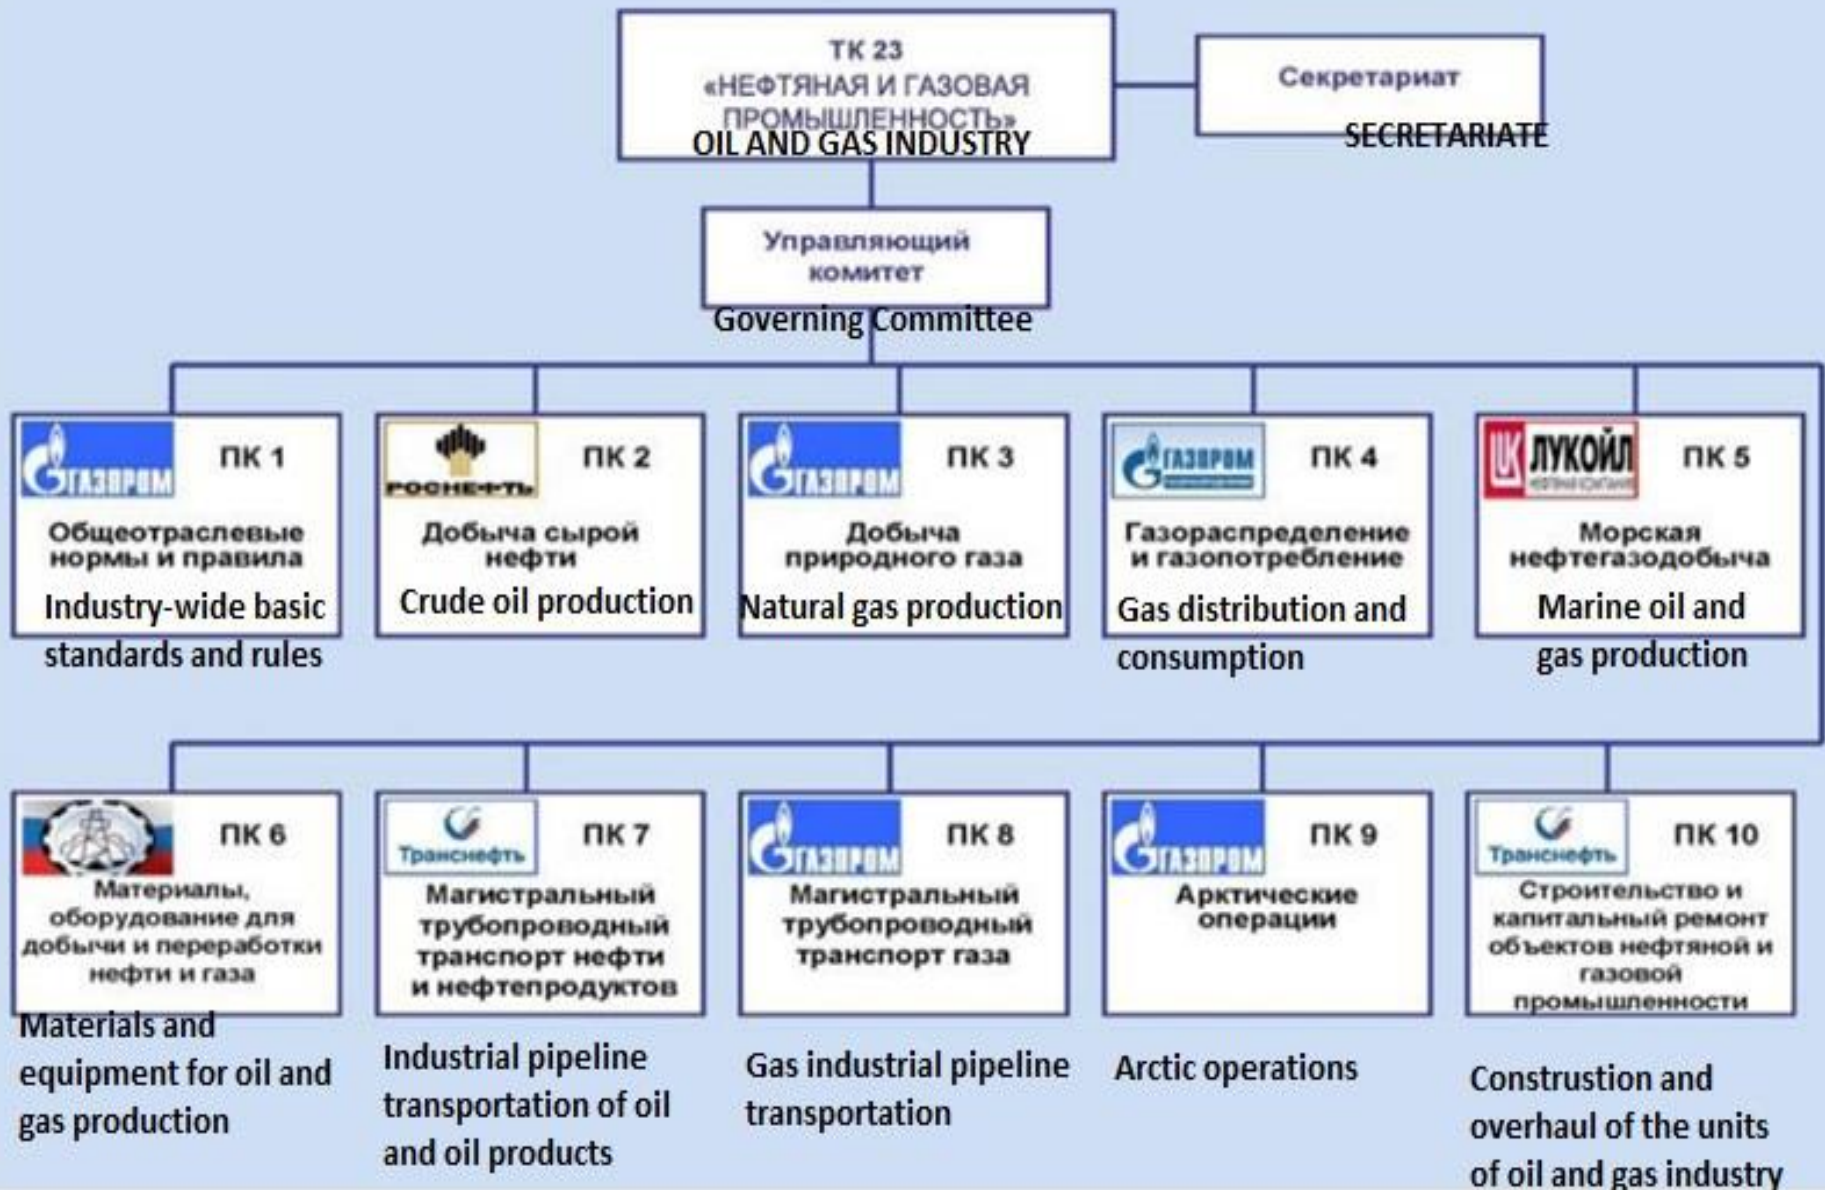 ТК 23
«НЕФТЯНАЯ И ГАЗОВАЯ
ПРОМЫШЛЕННОСТЬ»
OIL AND GAS INDUSTRY
Секретариат
SECRETARIATE
Управляющий
комитет
Governing Committee
ГАЗПРОМ
ПК 1
Общеотраслевые
нормы и правила
Industry-wide basic
standards and rules
РОСНЕФТЬ
ПК 2
Добыча сырой
нефти
Crude oil production
ГАЗПРОМ
ПК 3
Добыча
природного газа
Natural gas production
ГАЗПРОМ
ПК 4
Газораспределение
и газопотребление
Gas distribution and
consumption
ЛУКОЙЛ
НЕФТЯНАЯ КОМПАНИЯ
ПК 5
Морская
нефтегазодобыча
Marine oil and
gas production
ПК 6
Материалы,
оборудование для
добычи и переработки
нефти и газа
Materials and
equipment for oil and
gas production
Транснефть
ПК 7
Магистральный
трубопроводный
транспорт нефти
и нефтепродуктов
Industrial pipeline
transportation of oil
and oil products
ГАЗПРОМ
ПК 8
Магистральный
трубопроводный
транспорт газа
Gas industrial pipeline
transportation
ГАЗПРОМ
ПК 9
Арктические
операции
Arctic operations
Транснефть
ПК 10
Строительство и
капитальный ремонт
объектов нефтяной и
газовой
промышленности
Construstion and
overhaul of the units
of oil and gas industry